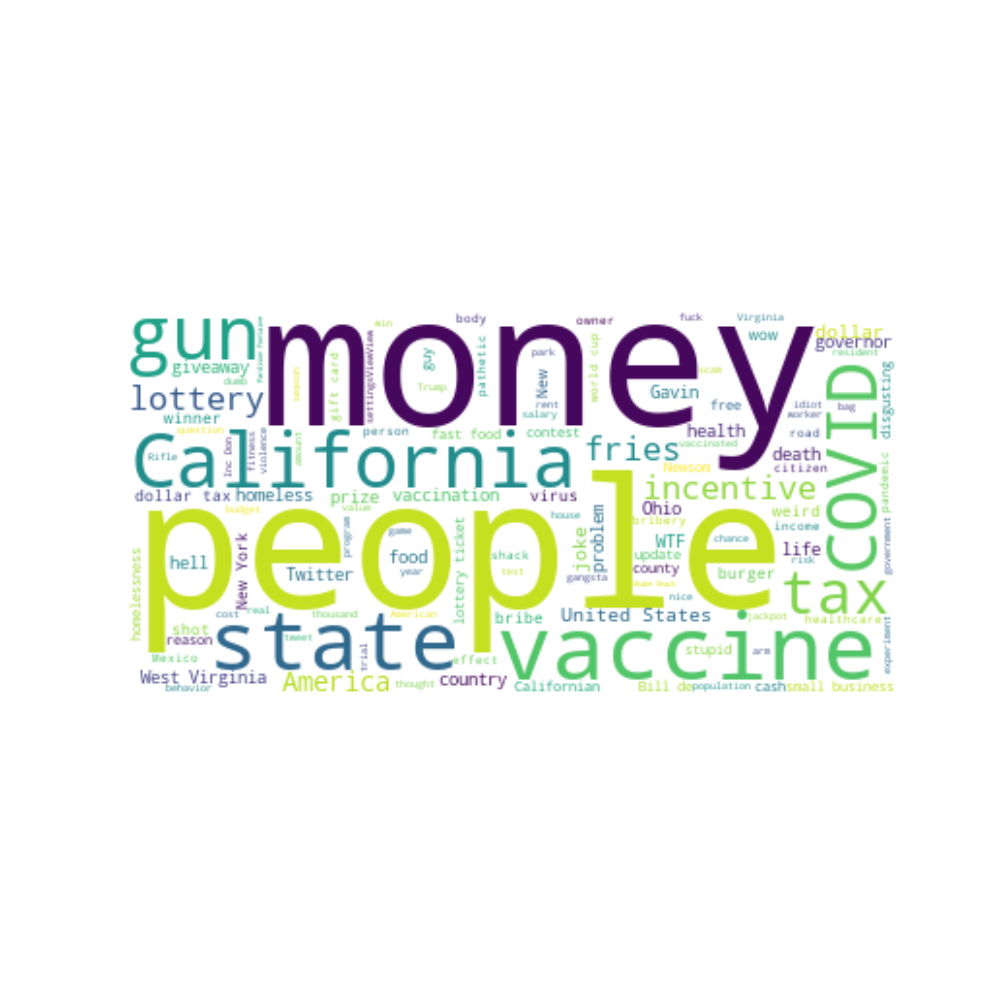 gun
money
people
California
vaccine
state
COVID
tax
lottery
fries
incentive
America
giveaway
winner
dumb
season
gift card
settingsViewView
min
body
guy
pathetic
Trump
owner
park
New
rent
salary
world cup
fuck
Virginia
wow
dollar
governor
resident
scam
Gavin
free
idiot
worker
bag
disgusting
question
Rifle
Inc Don
fitness
violence
amount
person
fast food
contest
health
vaccinated
road
death
citizen
Newsom
dollar tax
homeless
prize
vaccination
virus
Ohio
weird
pandemic
budget
value
program
game
house
bribery
income
hell
New York
Twitter
food
year
lottery ticket
shack
test
joke
problem
WTF
update
county
chance
life
risk
government
gangsta
burger
Shake Shack
nice
homelessness
cost
real
thousand
American
bribe
United States
jackpot
healthcare
shot
reason
tweet
trial
effect
stupid
arm
experiment
Mexico
West Virginia
behavior
thought
country
Californian
Bill de
population
cash
small business